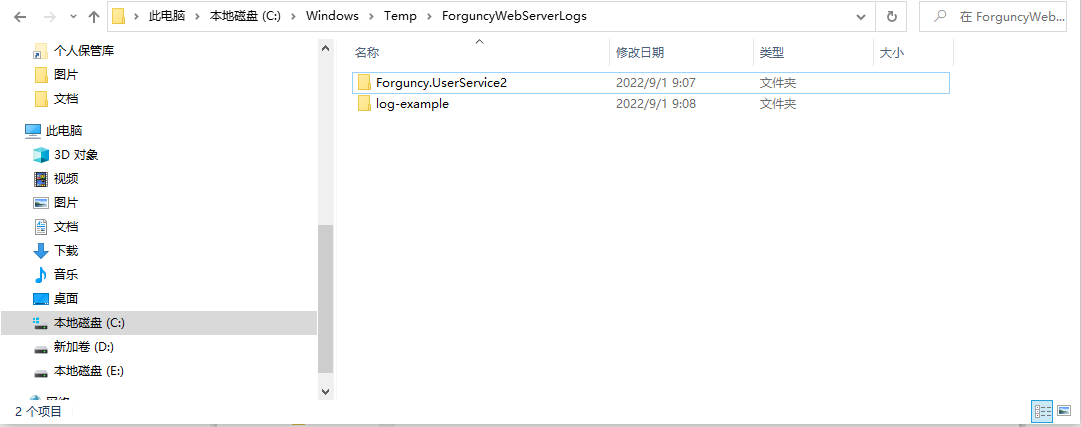 此电脑 > 本地磁盘 (C:) > Windows > Temp > ForguncyWebServerLogs
在 ForguncyWeb...
个人保管库
图片
文档
此电脑
3D 对象
视频
图片
文档
下载
音乐
桌面
本地磁盘 (C:)
新加卷 (D:)
本地磁盘 (E:)
网络
名称 修改日期 类型 大小
Forguncy.UserService2 2022/9/1 9:07 文件夹
log-example 2022/9/1 9:08 文件夹
2 个项目